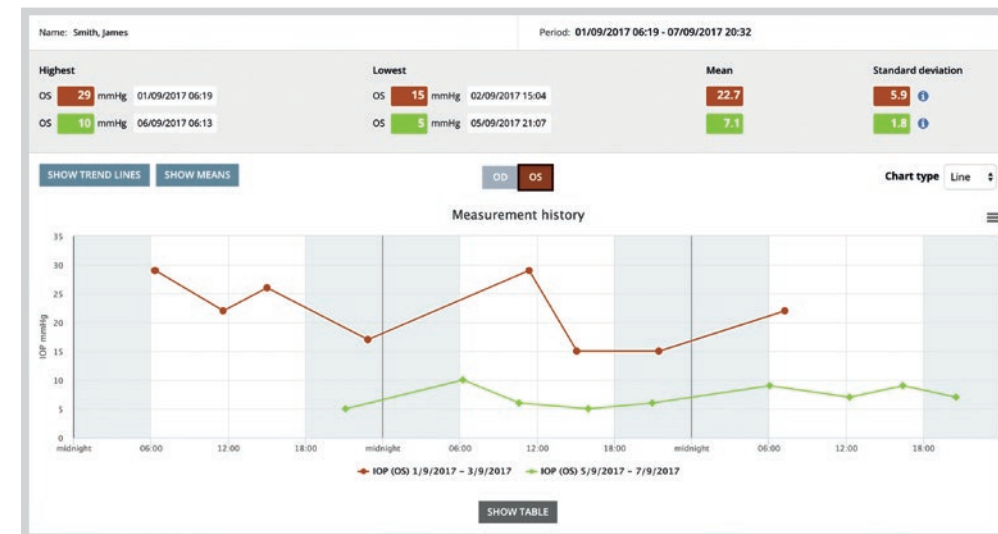 Name: Smith, James
Period: 01/09/2017 06:19 - 07/09/2017 20:32
Highest
Lowest
Mean
Standard deviation
OS 29 mmHg 01/09/2017 06:19
OS 15 mmHg 02/09/2017 15:04
22.7
5.9
OS 10 mmHg 06/09/2017 06:13
OS 5 mmHg 05/09/2017 21:07
7.1
1.8
SHOW TREND LINES
SHOW MEANS
OD
OS
Chart type Line
Measurement history
35
30
25
20
15
10
5
0
IOP mmHg
midnight 06:00 12:00 18:00 midnight 06:00 12:00 18:00 midnight 06:00 12:00 18:00
IOP (OS) 1/9/2017 – 3/9/2017 IOP (OS) 5/9/2017 – 7/9/2017
SHOW TABLE